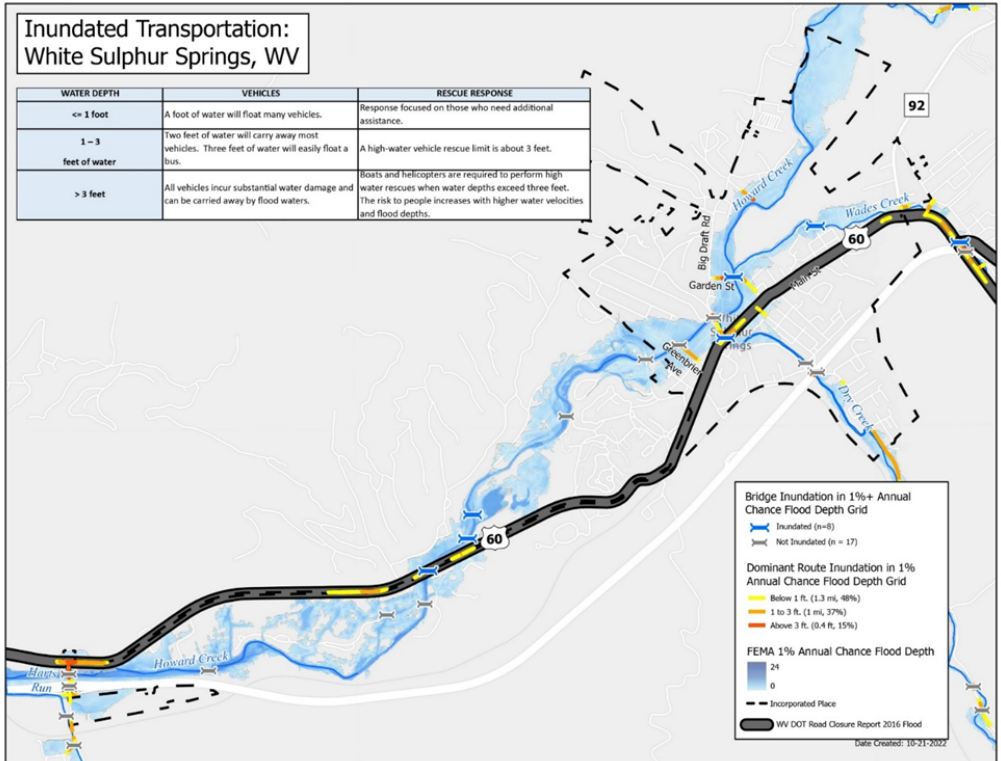 Inundated Transportation:
White Sulphur Springs, WV
WATER DEPTH VEHICLES RESCUE RESPONSE
<= 1 foot
A foot of water will float many vehicles.
Response focused on those who need additional
assistance.
1 – 3
feet of water
Two feet of water will carry away most
vehicles. Three feet of water will easily float a
bus.
A high-water vehicle rescue limit is about 3 feet.
> 3 feet
All vehicles incur substantial water damage and
can be carried away by flood waters.
Boats and helicopters are required to perform high
water rescues when water depths exceed three feet.
The risk to people increases with higher water velocities
and flood depths.
92
Howard Creek
Wades Creek
60
Big Draft Rd
Main St
Garden St
Greenbrier
Ave
Dry Creek
60
Howard Creek
Harts
Run
Bridge Inundation in 1%+ Annual
Chance Flood Depth Grid
Inundated (n=8)
Not Inundated (n = 17)
Dominant Route Inundation in 1%
Annual Chance Flood Depth Grid
Below 1 ft. (1.3 mi, 48%)
1 to 3 ft. (1 mi, 37%)
Above 3 ft. (0.4 ft, 15%)
FEMA 1% Annual Chance Flood Depth
24
0
Incorporated Place
WV DOT Road Closure Report 2016 Flood
Date Created: 10-21-2022